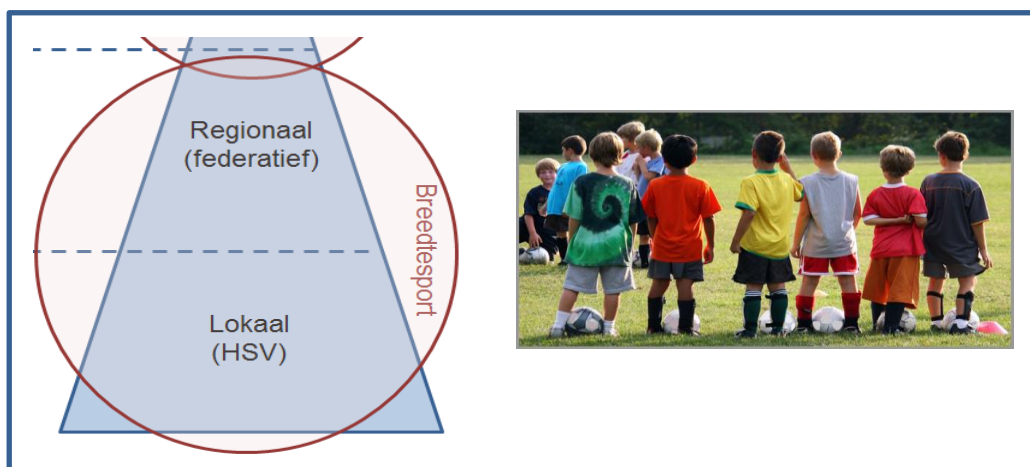 Regionaal
(federatief)
Breedtesport
Lokaal
(HSV)